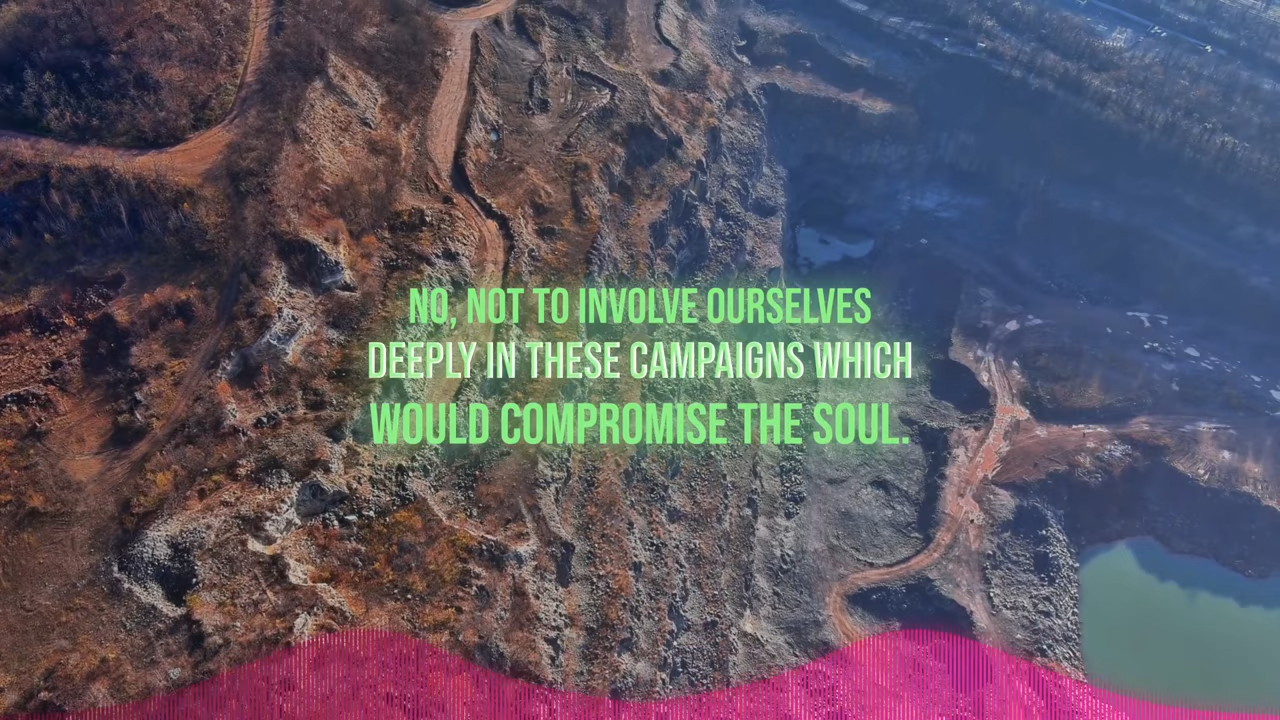 NO, NOT TO INVOLVE OURSELVES
DEEPLY IN THESE CAMPAIGNS WHICH
WOULD COMPROMISE THE SOUL.